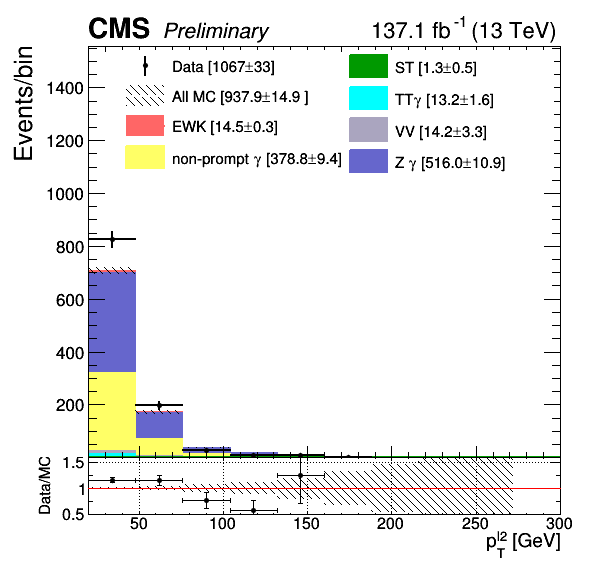 CMS Preliminary 137.1 fb⁻¹ (13 TeV)
Events/bin
Data [1067±33]
All MC [937.9±14.9 ]
EWK [14.5±0.3]
non-prompt γ [378.8±9.4]
ST [1.3±0.5]
TTγ [13.2±1.6]
VV [14.2±3.3]
Z γ [516.0±10.9]
1400
1200
1000
800
600
400
200
Data/MC
1.5
1
0.5
50 100 150 200 250 300
p_T^l2 [GeV]